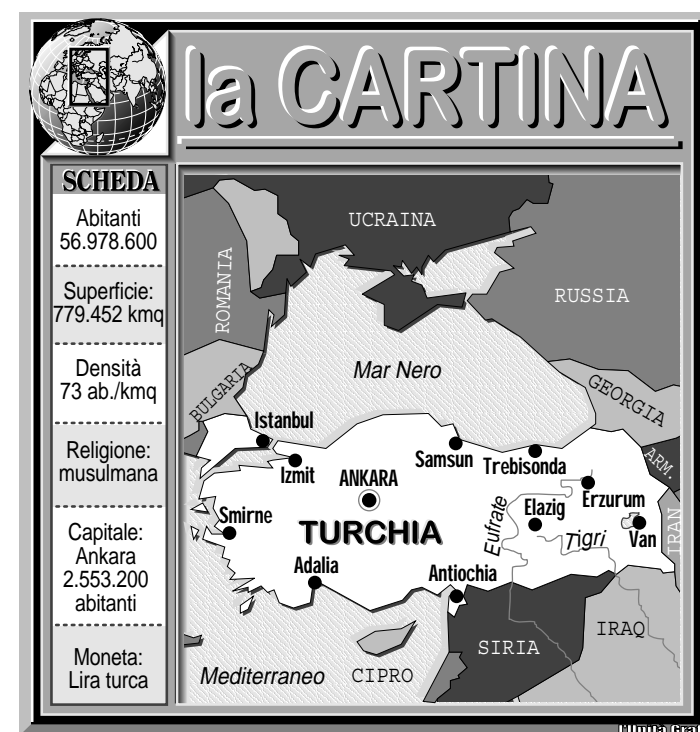 la CARTINA
SCHEDA
Abitanti
56.978.600
Superficie:
779.452 kmq
Densità
73 ab./kmq
Religione:
musulmana
Capitale:
Ankara
2.553.200
abitanti
Moneta:
Lira turca
UCRAINA
ROMANIA
RUSSIA
Mar Nero
BULGARIA
GEORGIA
Istanbul
Izmit
ANKARA
Samsun
Trebisonda
ARM.
Smirne
TURCHIA
Eufrate
Elazig
Erzurum
Tigri
Van
IRAN
Adalia
Antiochia
SIRIA
IRAQ
Mediterraneo
CIPRO